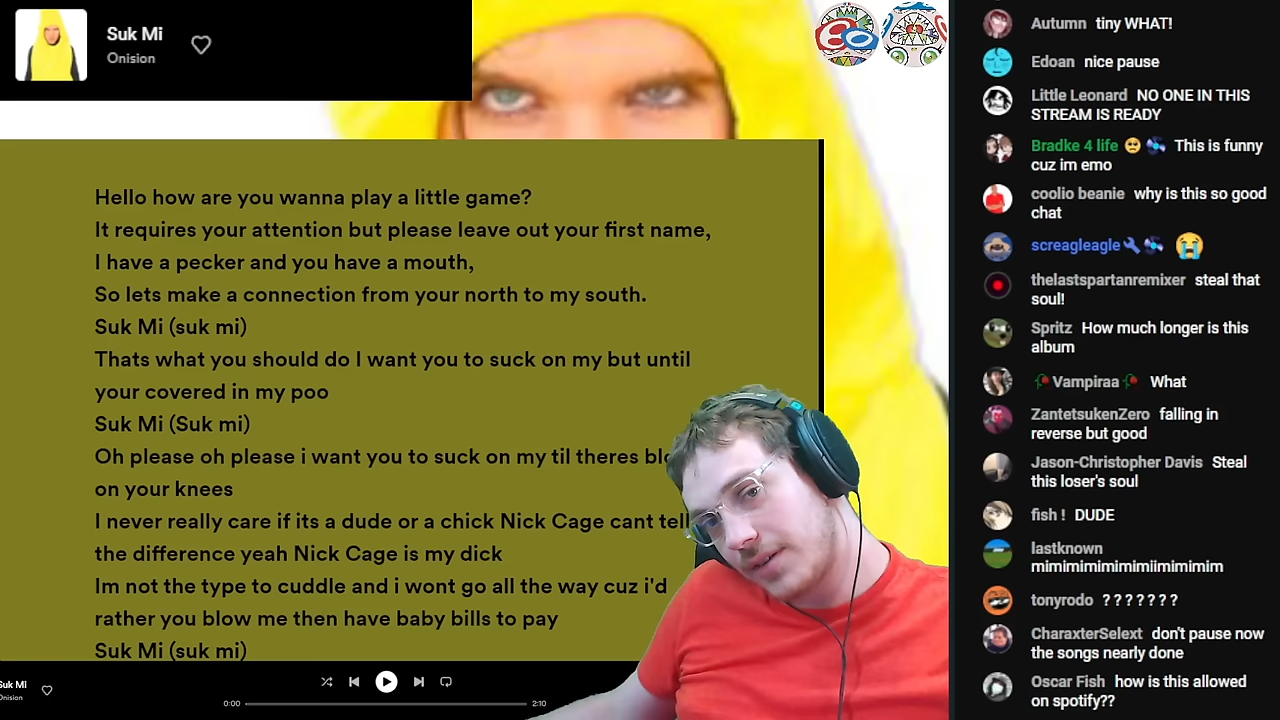 Suk Mi
Onision
Hello how are you wanna play a little game?
It requires your attention but please leave out your first name,
I have a pecker and you have a mouth,
So lets make a connection from your north to my south.
Suk Mi (suk mi)
Thats what you should do I want you to suck on my but until
your covered in my poo
Suk Mi (Suk mi)
Oh please oh please i want you to suck on my til theres
on your knees
I never really care if its a dude or a chick Nick Cage cant tell
the difference yeah Nick Cage is my dick
Im not the type to cuddle and i wont go all the way cuz i'd
rather you blow me then have baby bills to pay
Suk Mi (suk mi)
Suk Mi
Onision
0:00
2:10
Autumn tiny WHAT!
Edoan nice pause
Little Leonard NO ONE IN THIS
STREAM IS READY
Bradke 4 life This is funny
cuz im emo
coolio beanie why is this so good
chat
screagleagle
thelastspartanremixer steal that
soul!
Spritz How much longer is this
album
Vampiraa What
ZantetsukenZero falling in
reverse but good
Jason-Christopher Davis Steal
this loser's soul
fish ! DUDE
lastknown
mimimimimimiimimimim
tonyrodo ? ? ? ? ? ? ?
CharaxterSelext don't pause now
the songs nearly done
Oscar Fish how is this allowed
on spotify??